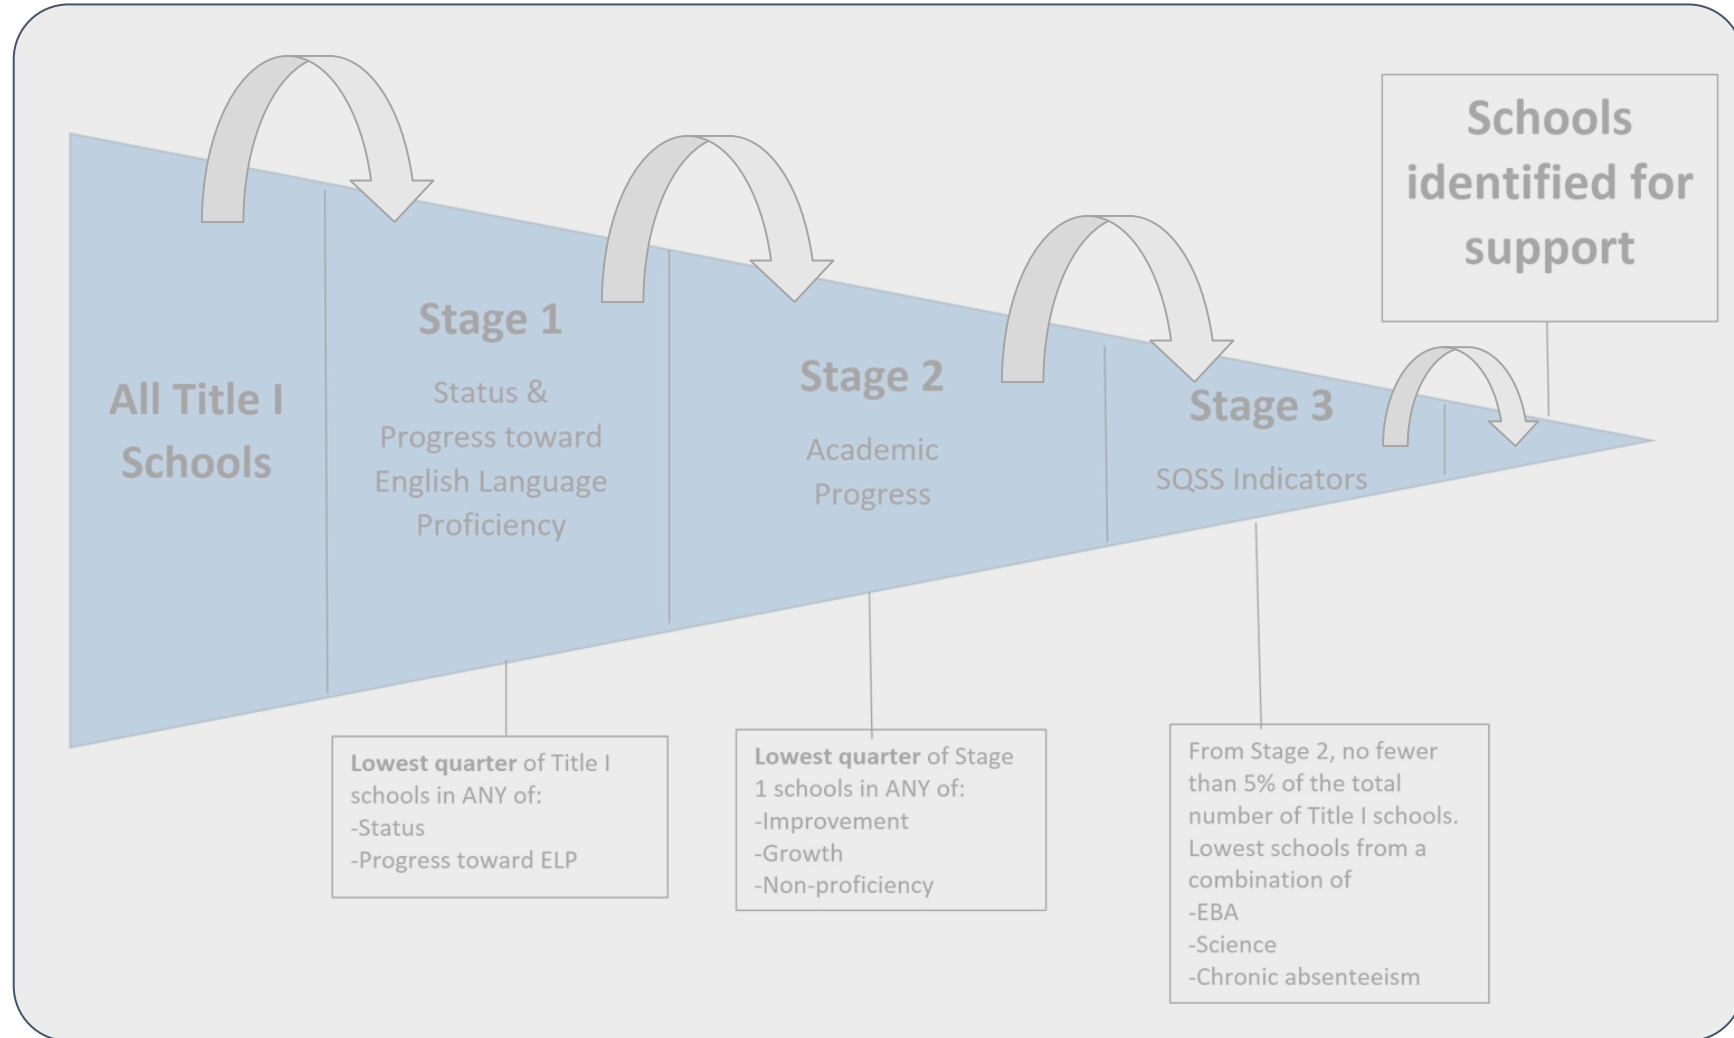 All Title I
Schools
Stage 1
Status &
Progress toward
English Language
Proficiency
Stage 2
Academic
Progress
Stage 3
SQSS Indicators
Schools
identified for
support
Lowest quarter of Title I
schools in ANY of:
-Status
-Progress toward ELP
Lowest quarter of Stage
1 schools in ANY of:
-Improvement
-Growth
-Non-proficiency
From Stage 2, no fewer
than 5% of the total
number of Title I schools.
Lowest schools from a
combination of
-EBA
-Science
-Chronic absenteeism